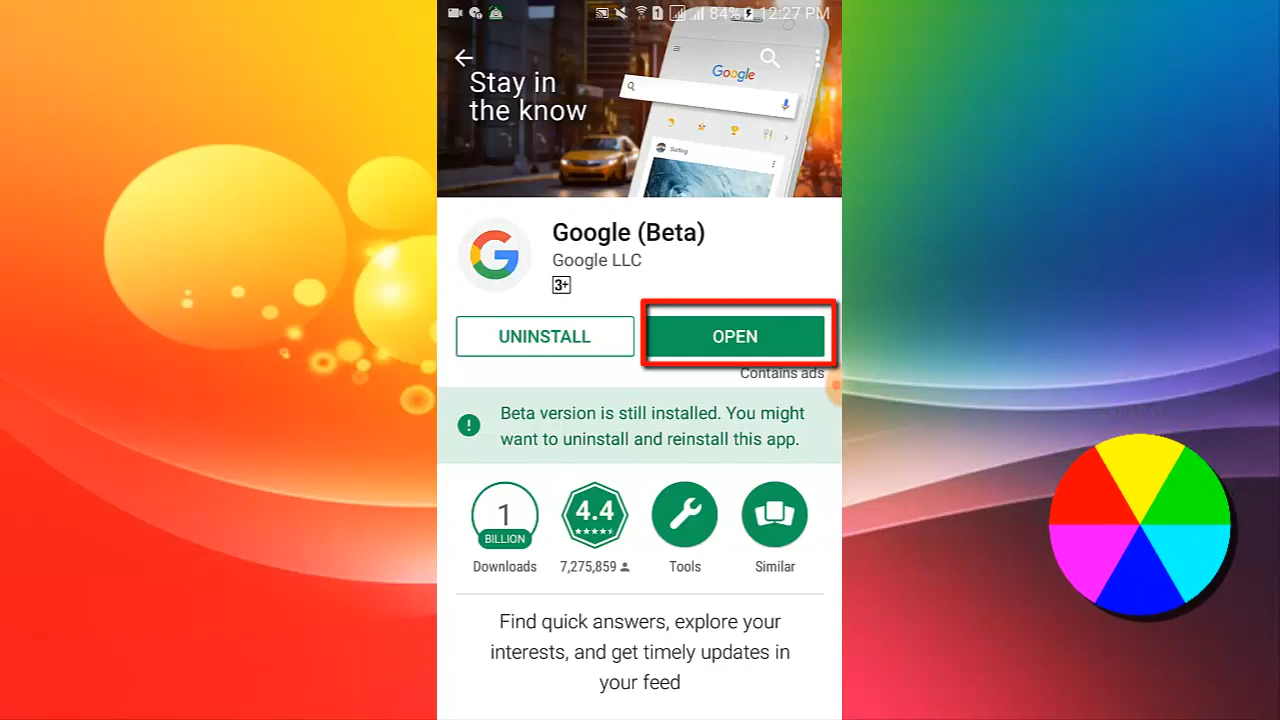 84% 12:27 PM
Stay in
the know
Google
Surfing
Google (Beta)
Google LLC
3+
UNINSTALL
OPEN
Contains ads
Beta version is still installed. You might
want to uninstall and reinstall this app.
1
BILLION
4.4
Downloads
7,275,859
Tools
Similar
Find quick answers, explore your
interests, and get timely updates in
your feed